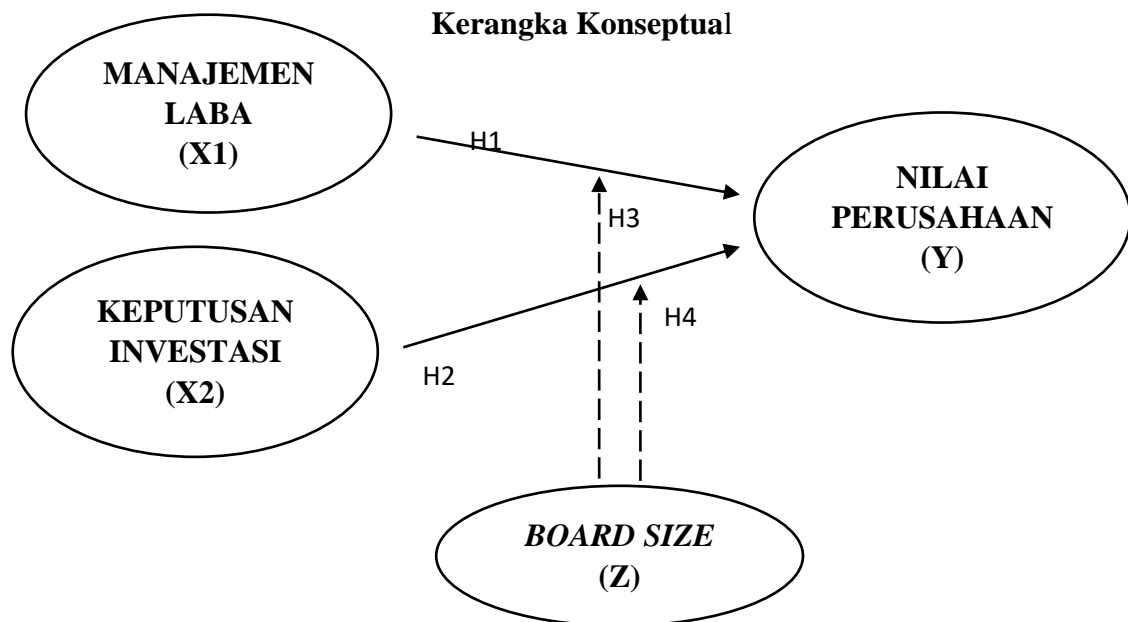 Kerangka Konseptual
MANAJEMEN
LABA
(X1)
H1
NILAI
PERUSAHAAN
(Y)
H3
KEPUTUSAN
INVESTASI
(X2)
H4
H2
BOARD SIZE
(Z)